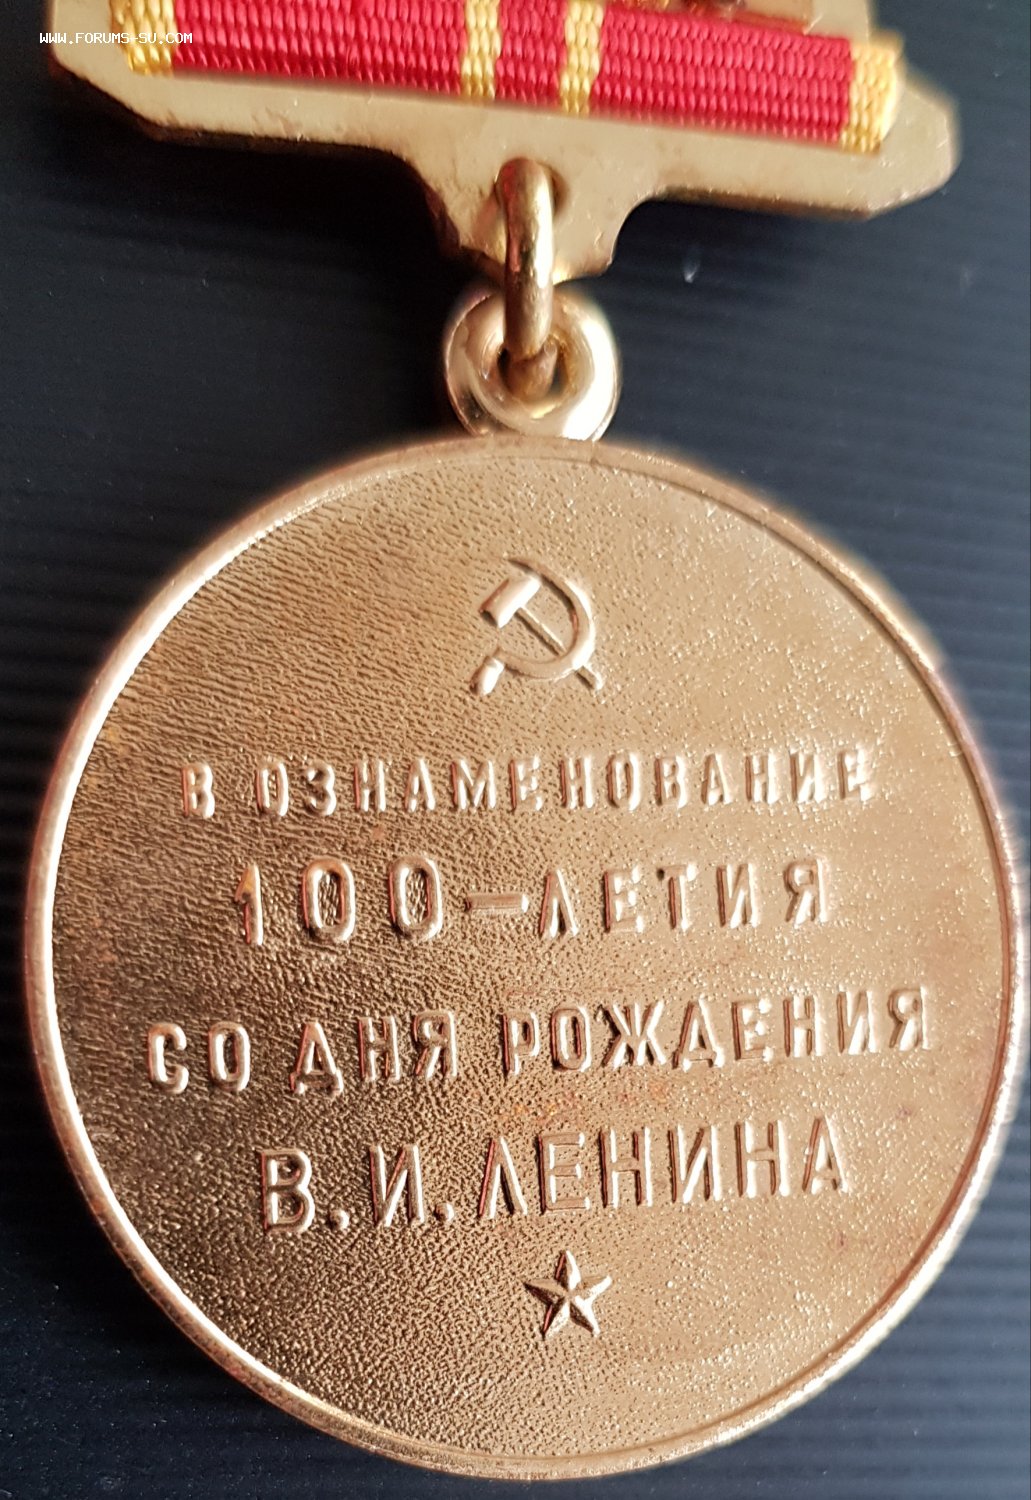 WWW.FORUMS-SU.COM
В ОЗНАМЕНОВАНИЕ
100-ЛЕТИЯ
СО ДНЯ РОЖДЕНИЯ
В. И. ЛЕНИНА